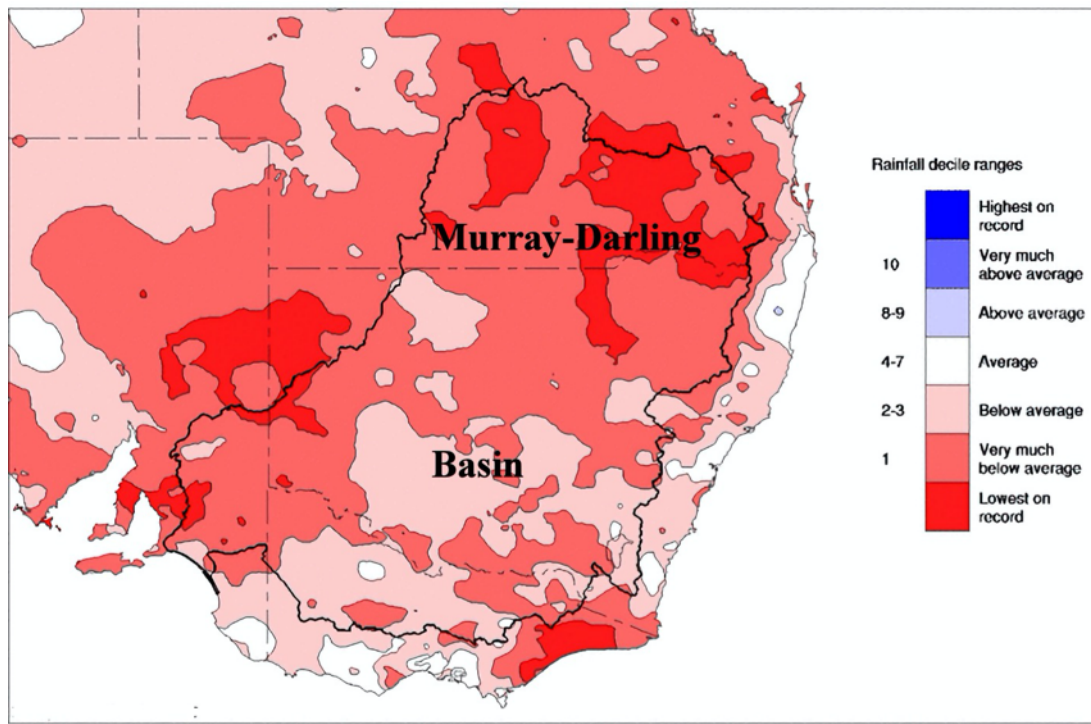 Murray-Darling
Basin
Rainfall decile ranges
Highest on
record
10
Very much
above average
8-9
Above average
4-7
Average
2-3
Below average
1
Very much
below average
Lowest on
record